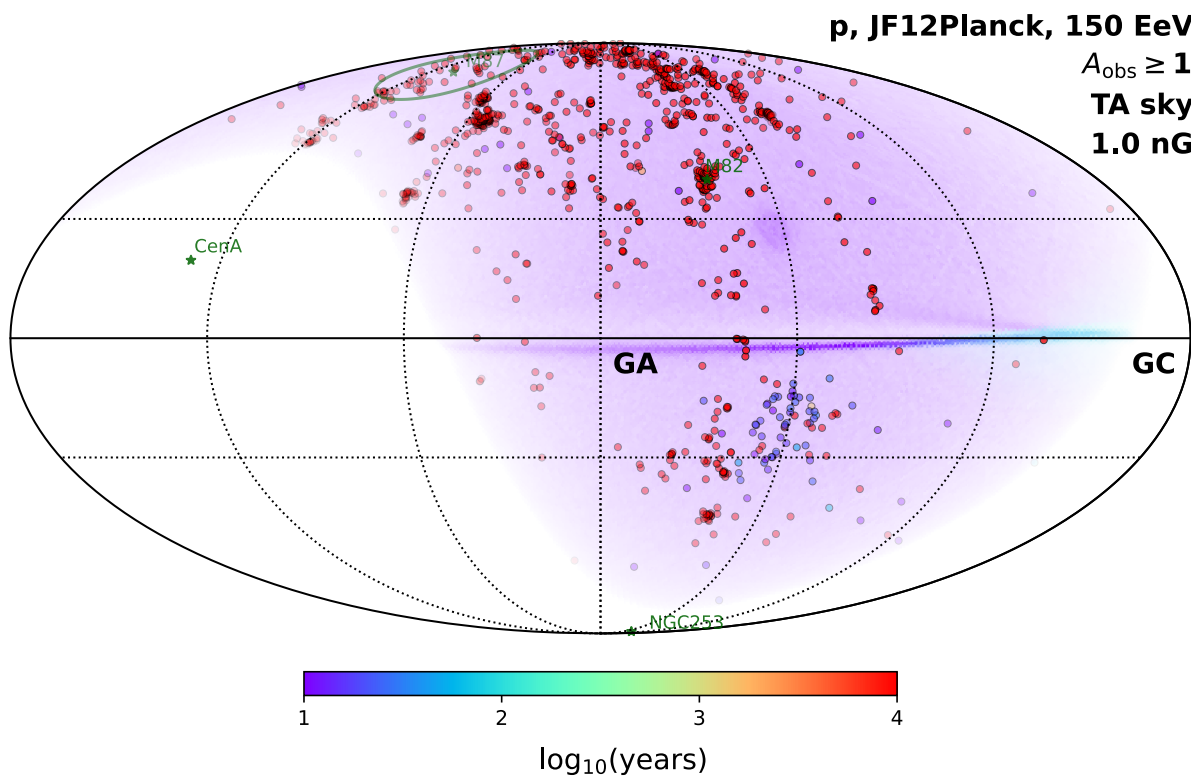 p, JF12Planck, 150 EeV
A_obs ≥ 1
TA sky
1.0 nG
M87
M82
CenA
GA
GC
NGC253
1 2 3 4
log₁₀(years)